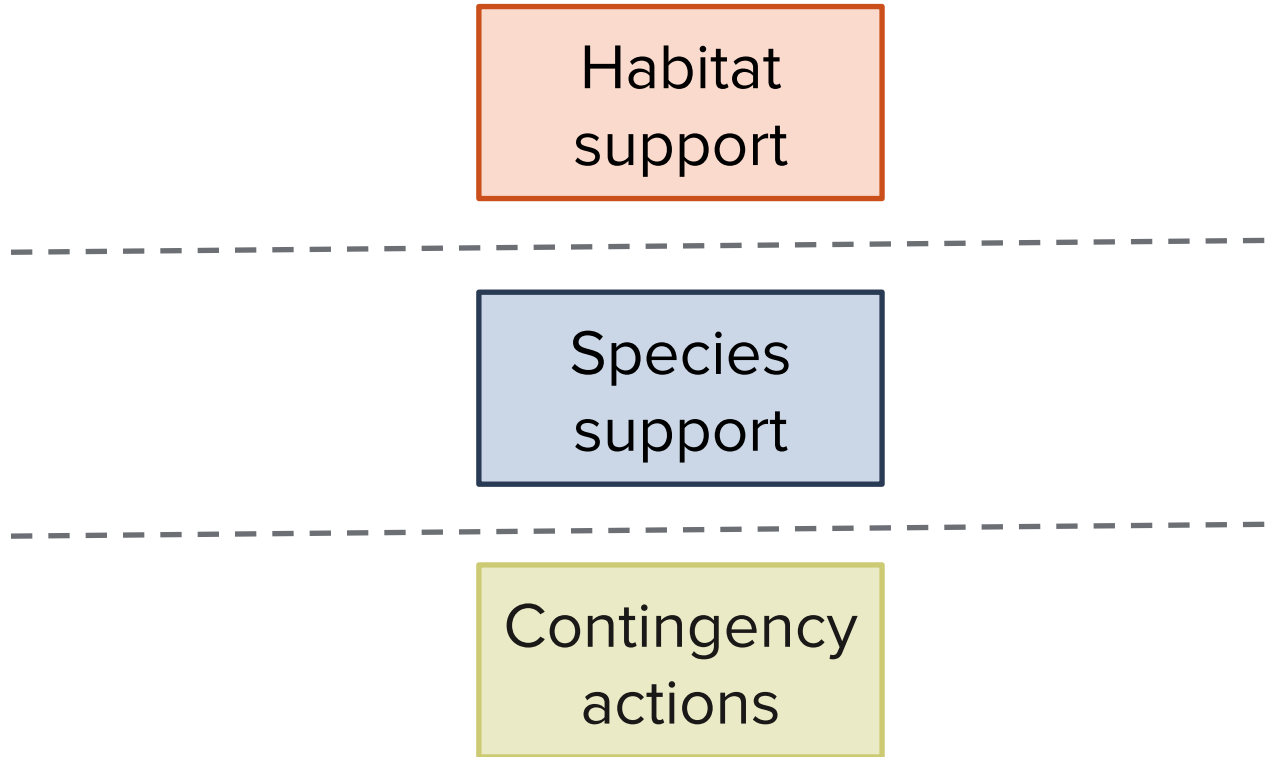 Habitat
support
Species
support
Contingency
actions